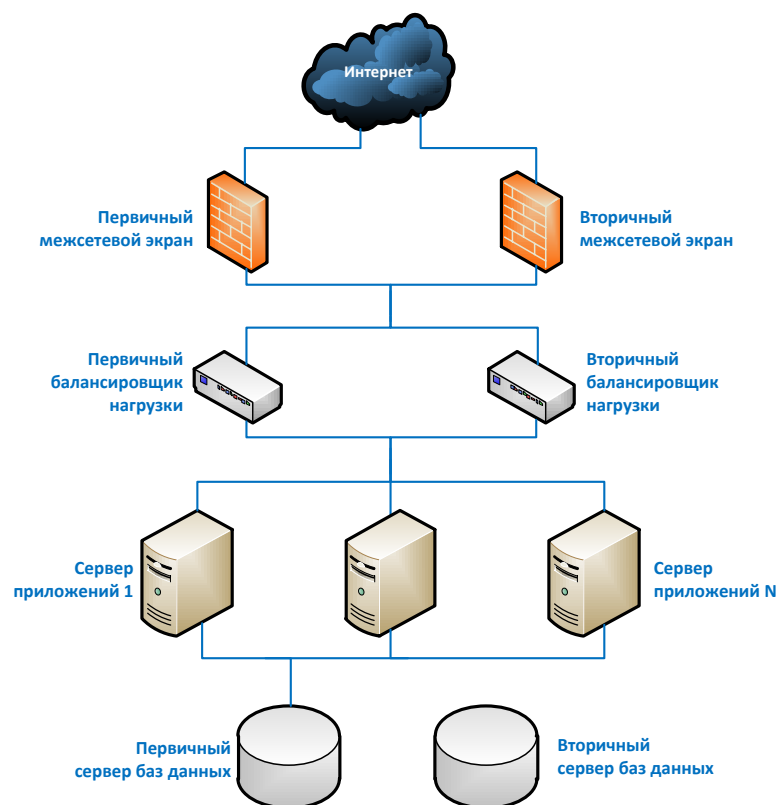 Интернет
Первичный
межсетевой экран
Вторичный
межсетевой экран
Первичный
балансировщик
нагрузки
Вторичный
балансировщик
нагрузки
Сервер
приложений 1
Сервер
приложений N
Первичный
сервер баз данных
Вторичный
сервер баз данных